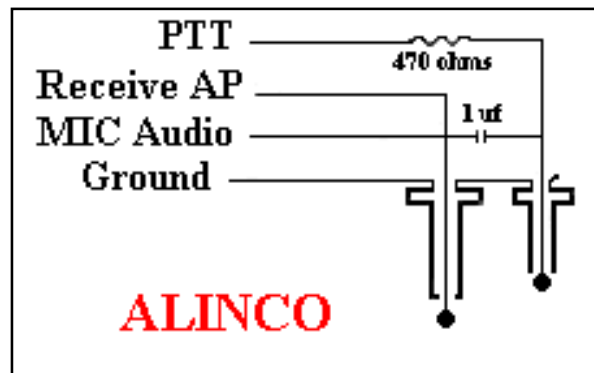 PTT
470 ohms
Receive AP
1 uf
MIC Audio
Ground
ALINCO